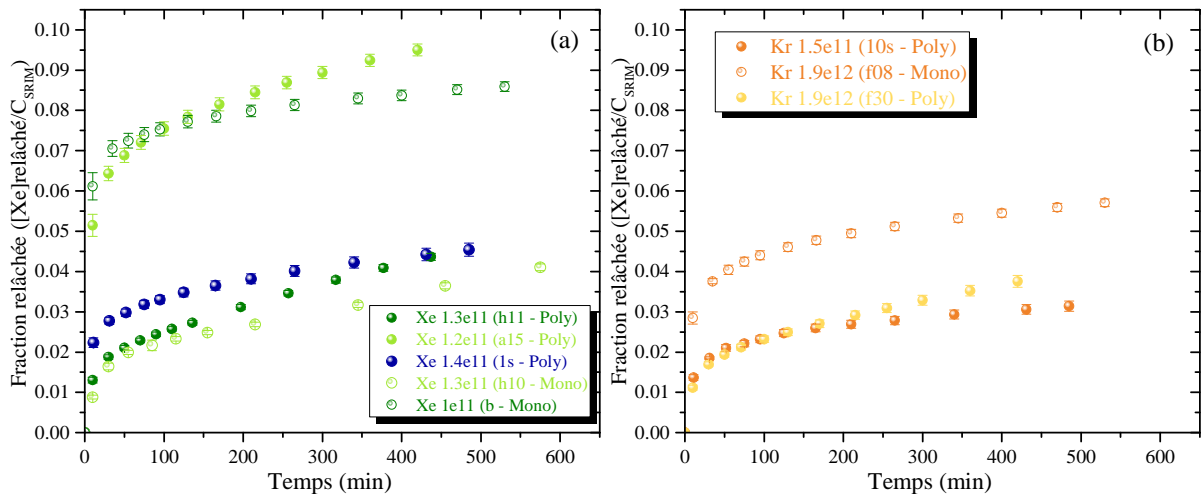 (a)
Fraction relâchée ([Xe]relâché/C_SRIM)
0.10
0.09
0.08
0.07
0.06
0.05
0.04
0.03
0.02
0.01
0.00
Xe 1.3e11 (h11 - Poly)
Xe 1.2e11 (a15 - Poly)
Xe 1.4e11 (1s - Poly)
Xe 1.3e11 (h10 - Mono)
Xe 1e11 (b - Mono)
0 100 200 300 400 500 600
Temps (min)
(b)
Fraction relâchée ([Xe]relâché/C_SRIM)
0.10
0.09
0.08
0.07
0.06
0.05
0.04
0.03
0.02
0.01
0.00
Kr 1.5e11 (10s - Poly)
Kr 1.9e12 (f08 - Mono)
Kr 1.9e12 (f30 - Poly)
0 100 200 300 400 500 600
Temps (min)